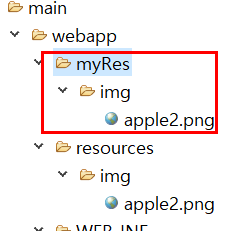 main
webapp
myRes
img
apple2.png
resources
img
apple2.png
WEB-INF